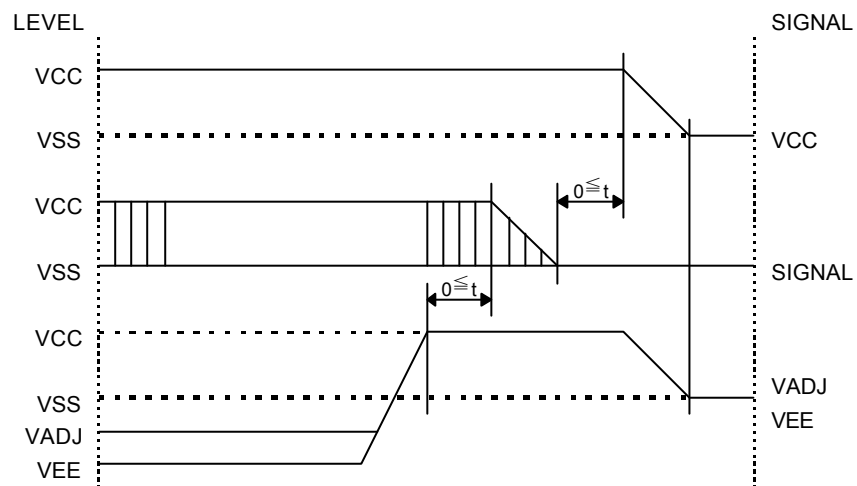 LEVEL SIGNAL
VCC
VSS VCC
VCC 0≦t
VSS SIGNAL
0≦t
VCC
VSS VADJ
VADJ VEE
VEE